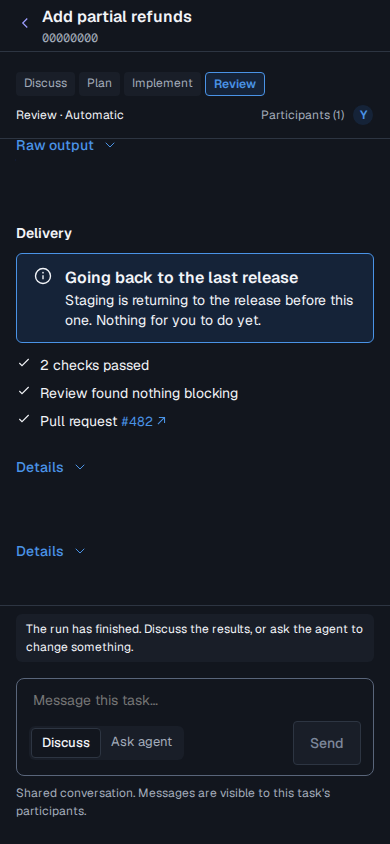 Add partial refunds
00000000
Discuss
Plan
Implement
Review
Review · Automatic
Participants (1)
Y
Raw output
Delivery
Going back to the last release
Staging is returning to the release before this
one. Nothing for you to do yet.
2 checks passed
Review found nothing blocking
Pull request #482
Details
Details
The run has finished. Discuss the results, or ask the agent to
change something.
Message this task...
Discuss
Ask agent
Send
Shared conversation. Messages are visible to this task's
participants.